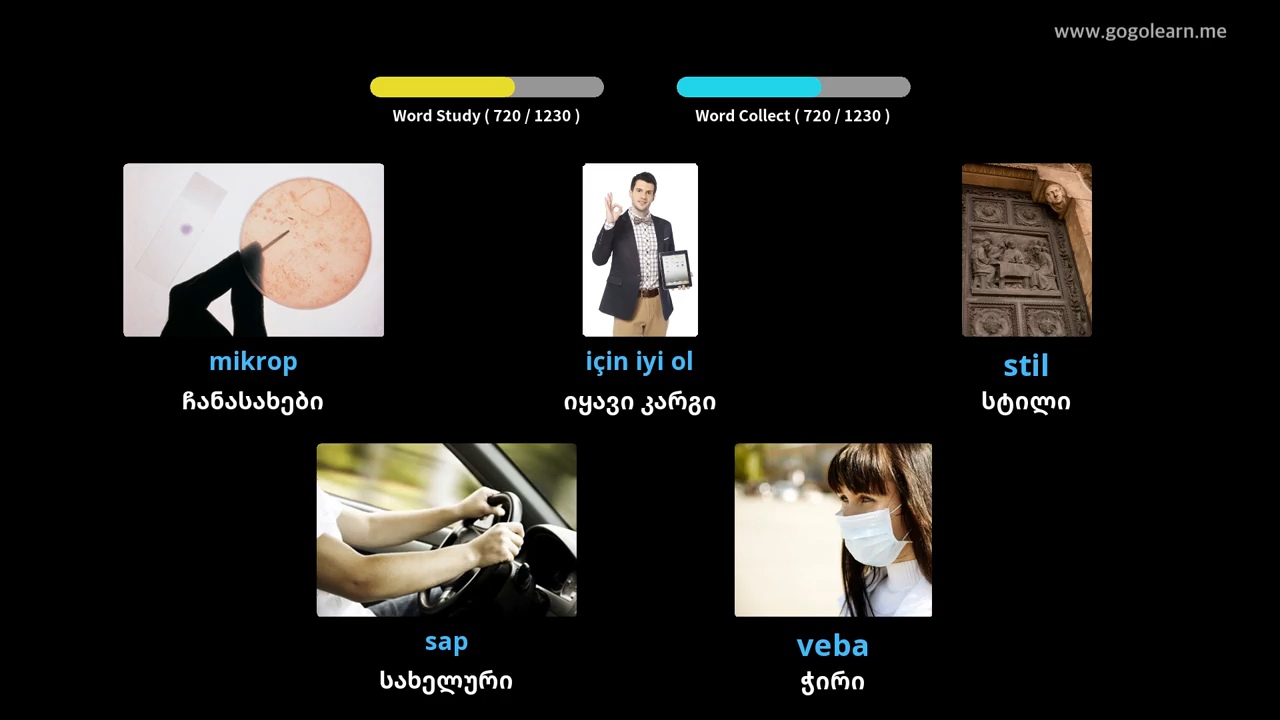 www.gogolearn.me
Word Study ( 720 / 1230 )
Word Collect ( 720 / 1230 )
mikrop
ჩანასახები
için iyi ol
იყავი კარგი
stil
სტილი
sap
სახელური
veba
ჭირი